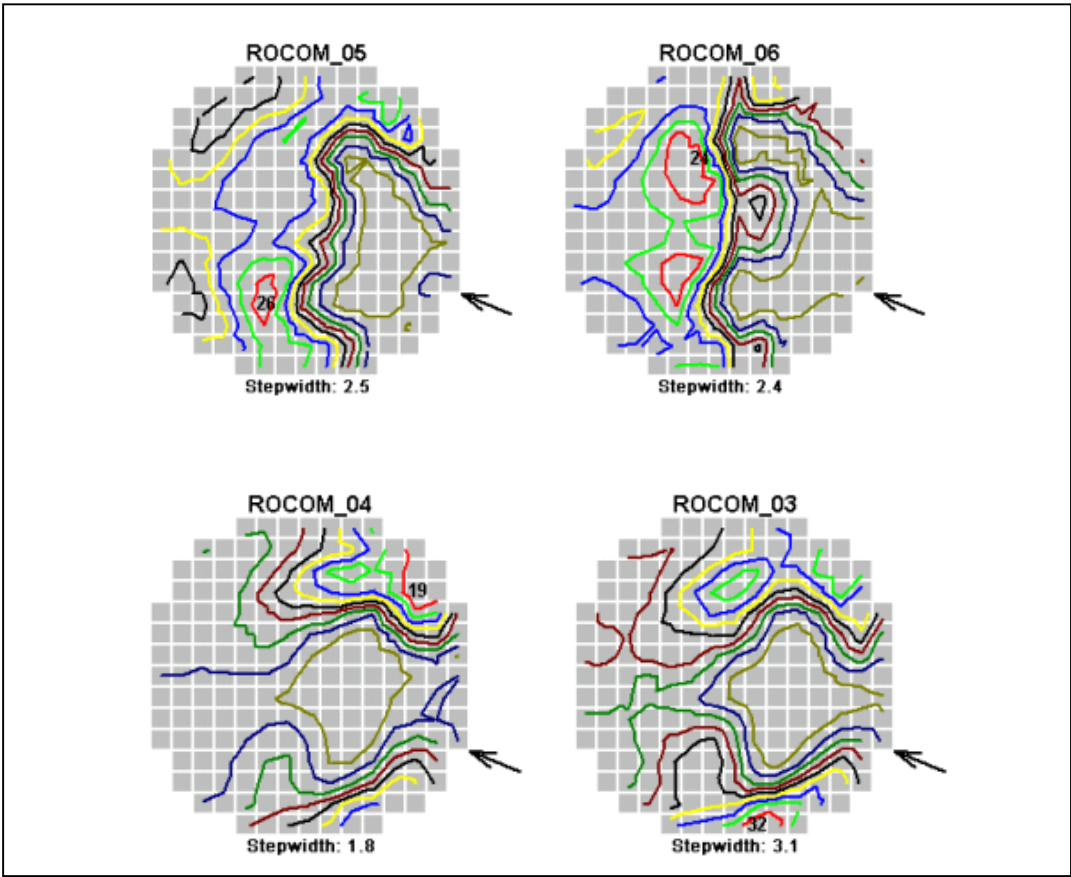 ROCOM_05
ROCOM_06
24
26
Stepwidth: 2.5
Stepwidth: 2.4
ROCOM_04
ROCOM_03
19
32
Stepwidth: 1.8
Stepwidth: 3.1